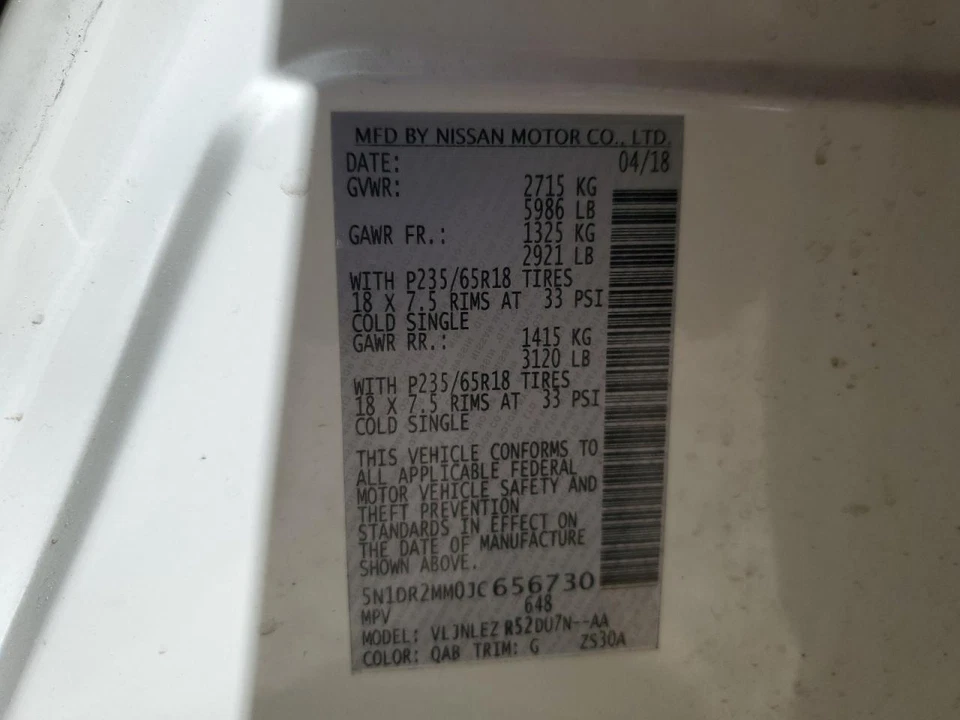 MFD BY NISSAN MOTOR CO., LTD.
DATE: 04/18
GVWR: 2715 KG
5986 LB
GAWR FR.: 1325 KG
2921 LB
WITH P235/65R18 TIRES
18 X 7.5 RIMS AT 33 PSI
COLD SINGLE
GAWR RR.: 1415 KG
3120 LB
WITH P235/65R18 TIRES
18 X 7.5 RIMS AT 33 PSI
COLD SINGLE
THIS VEHICLE CONFORMS TO
ALL APPLICABLE FEDERAL
MOTOR VEHICLE SAFETY AND
THEFT PREVENTION
STANDARDS IN EFFECT ON
THE DATE OF MANUFACTURE
SHOWN ABOVE.
5N1DR2MM0JC656730
MPV 648
MODEL: VLJNLEZ R52DU7N--AA
COLOR: QAB TRIM: G ZS30A